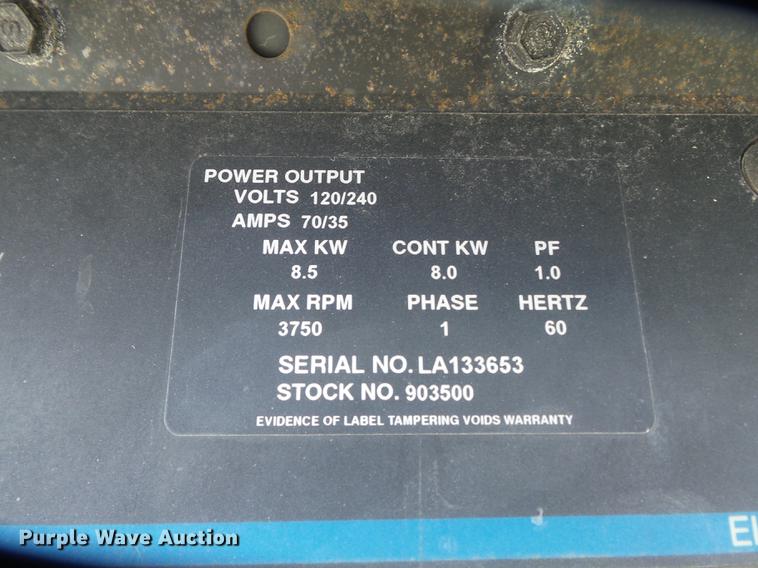 POWER OUTPUT
VOLTS 120/240
AMPS 70/35
MAX KW CONT KW PF
8.5 8.0 1.0
MAX RPM PHASE HERTZ
3750 1 60
SERIAL NO. LA133653
STOCK NO. 903500
EVIDENCE OF LABEL TAMPERING VOIDS WARRANTY
Purple Wave Auction